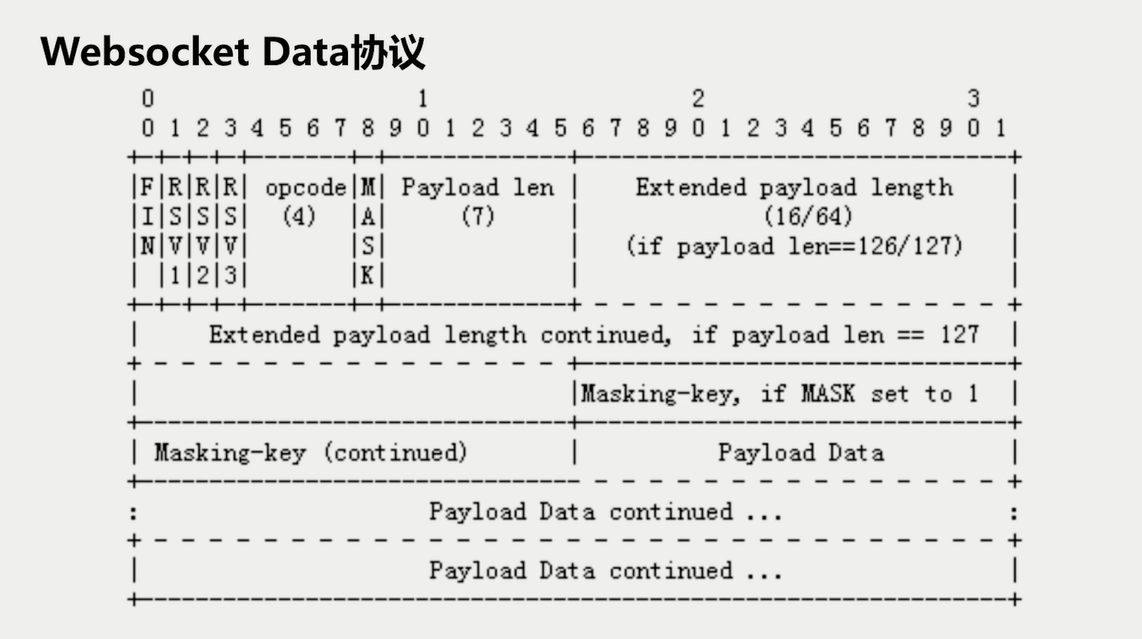 Websocket Data协议
0 1 2 3
0 1 2 3 4 5 6 7 8 9 0 1 2 3 4 5 6 7 8 9 0 1 2 3 4 5 6 7 8 9 0 1
+-+-+-+-+-------+-+-------------+-------------------------------+
|F|R|R|R| opcode|M| Payload len | Extended payload length |
|I|S|S|S| (4) |A| (7) | (16/64) |
|N|V|V|V| |S| | (if payload len==126/127) |
| |1|2|3| |K| | |
+-+-+-+-+-------+-+-------------+ - - - - - - - - - - - - - - - +
| Extended payload length continued, if payload len == 127 |
+ - - - - - - - - - - - - - - - +-------------------------------+
| |Masking-key, if MASK set to 1 |
+-------------------------------+-------------------------------+
| Masking-key (continued) | Payload Data |
+-------------------------------- - - - - - - - - - - - - - - - +
: Payload Data continued ... :
+ - - - - - - - - - - - - - - - - - - - - - - - - - - - - - - - +
| Payload Data continued ... |
+---------------------------------------------------------------+